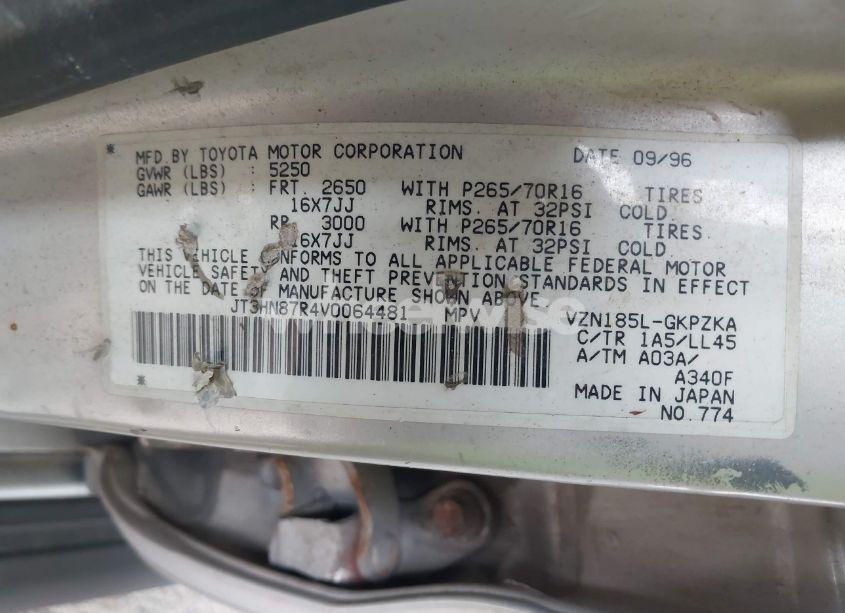 MFD.BY TOYOTA MOTOR CORPORATION DATE 09/96
GVWR (LBS) : 5250
GAWR (LBS) : FRT. 2650 WITH P265/70R16 TIRES
16X7JJ RIMS. AT 32PSI COLD
RR. 3000 WITH P265/70R16 TIRES
16X7JJ RIMS. AT 32PSI COLD
THIS VEHICLE CONFORMS TO ALL APPLICABLE FEDERAL MOTOR
VEHICLE SAFETY AND THEFT PREVENTION STANDARDS IN EFFECT
ON THE DATE OF MANUFACTURE SHOWN ABOVE.
JT3HN87R4V0064481 MPV VZN185L-GKPZKA
C/TR 1A5/LL45
A/TM A03A/
A340F
MADE IN JAPAN
NO.774